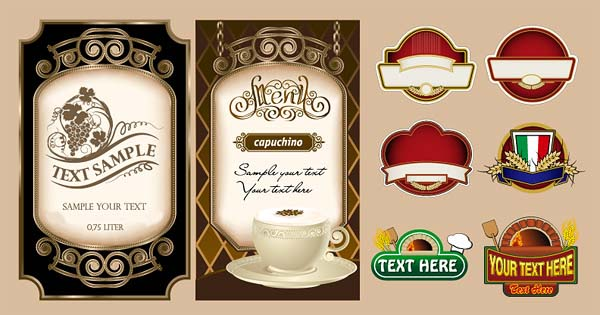 TEXT SAMPLE
SAMPLE YOUR TEXT
0,75 LITER
Menu
capuchino
Sample your text
Your text here
TEXT HERE
YOUR TEXT HERE
Text Here